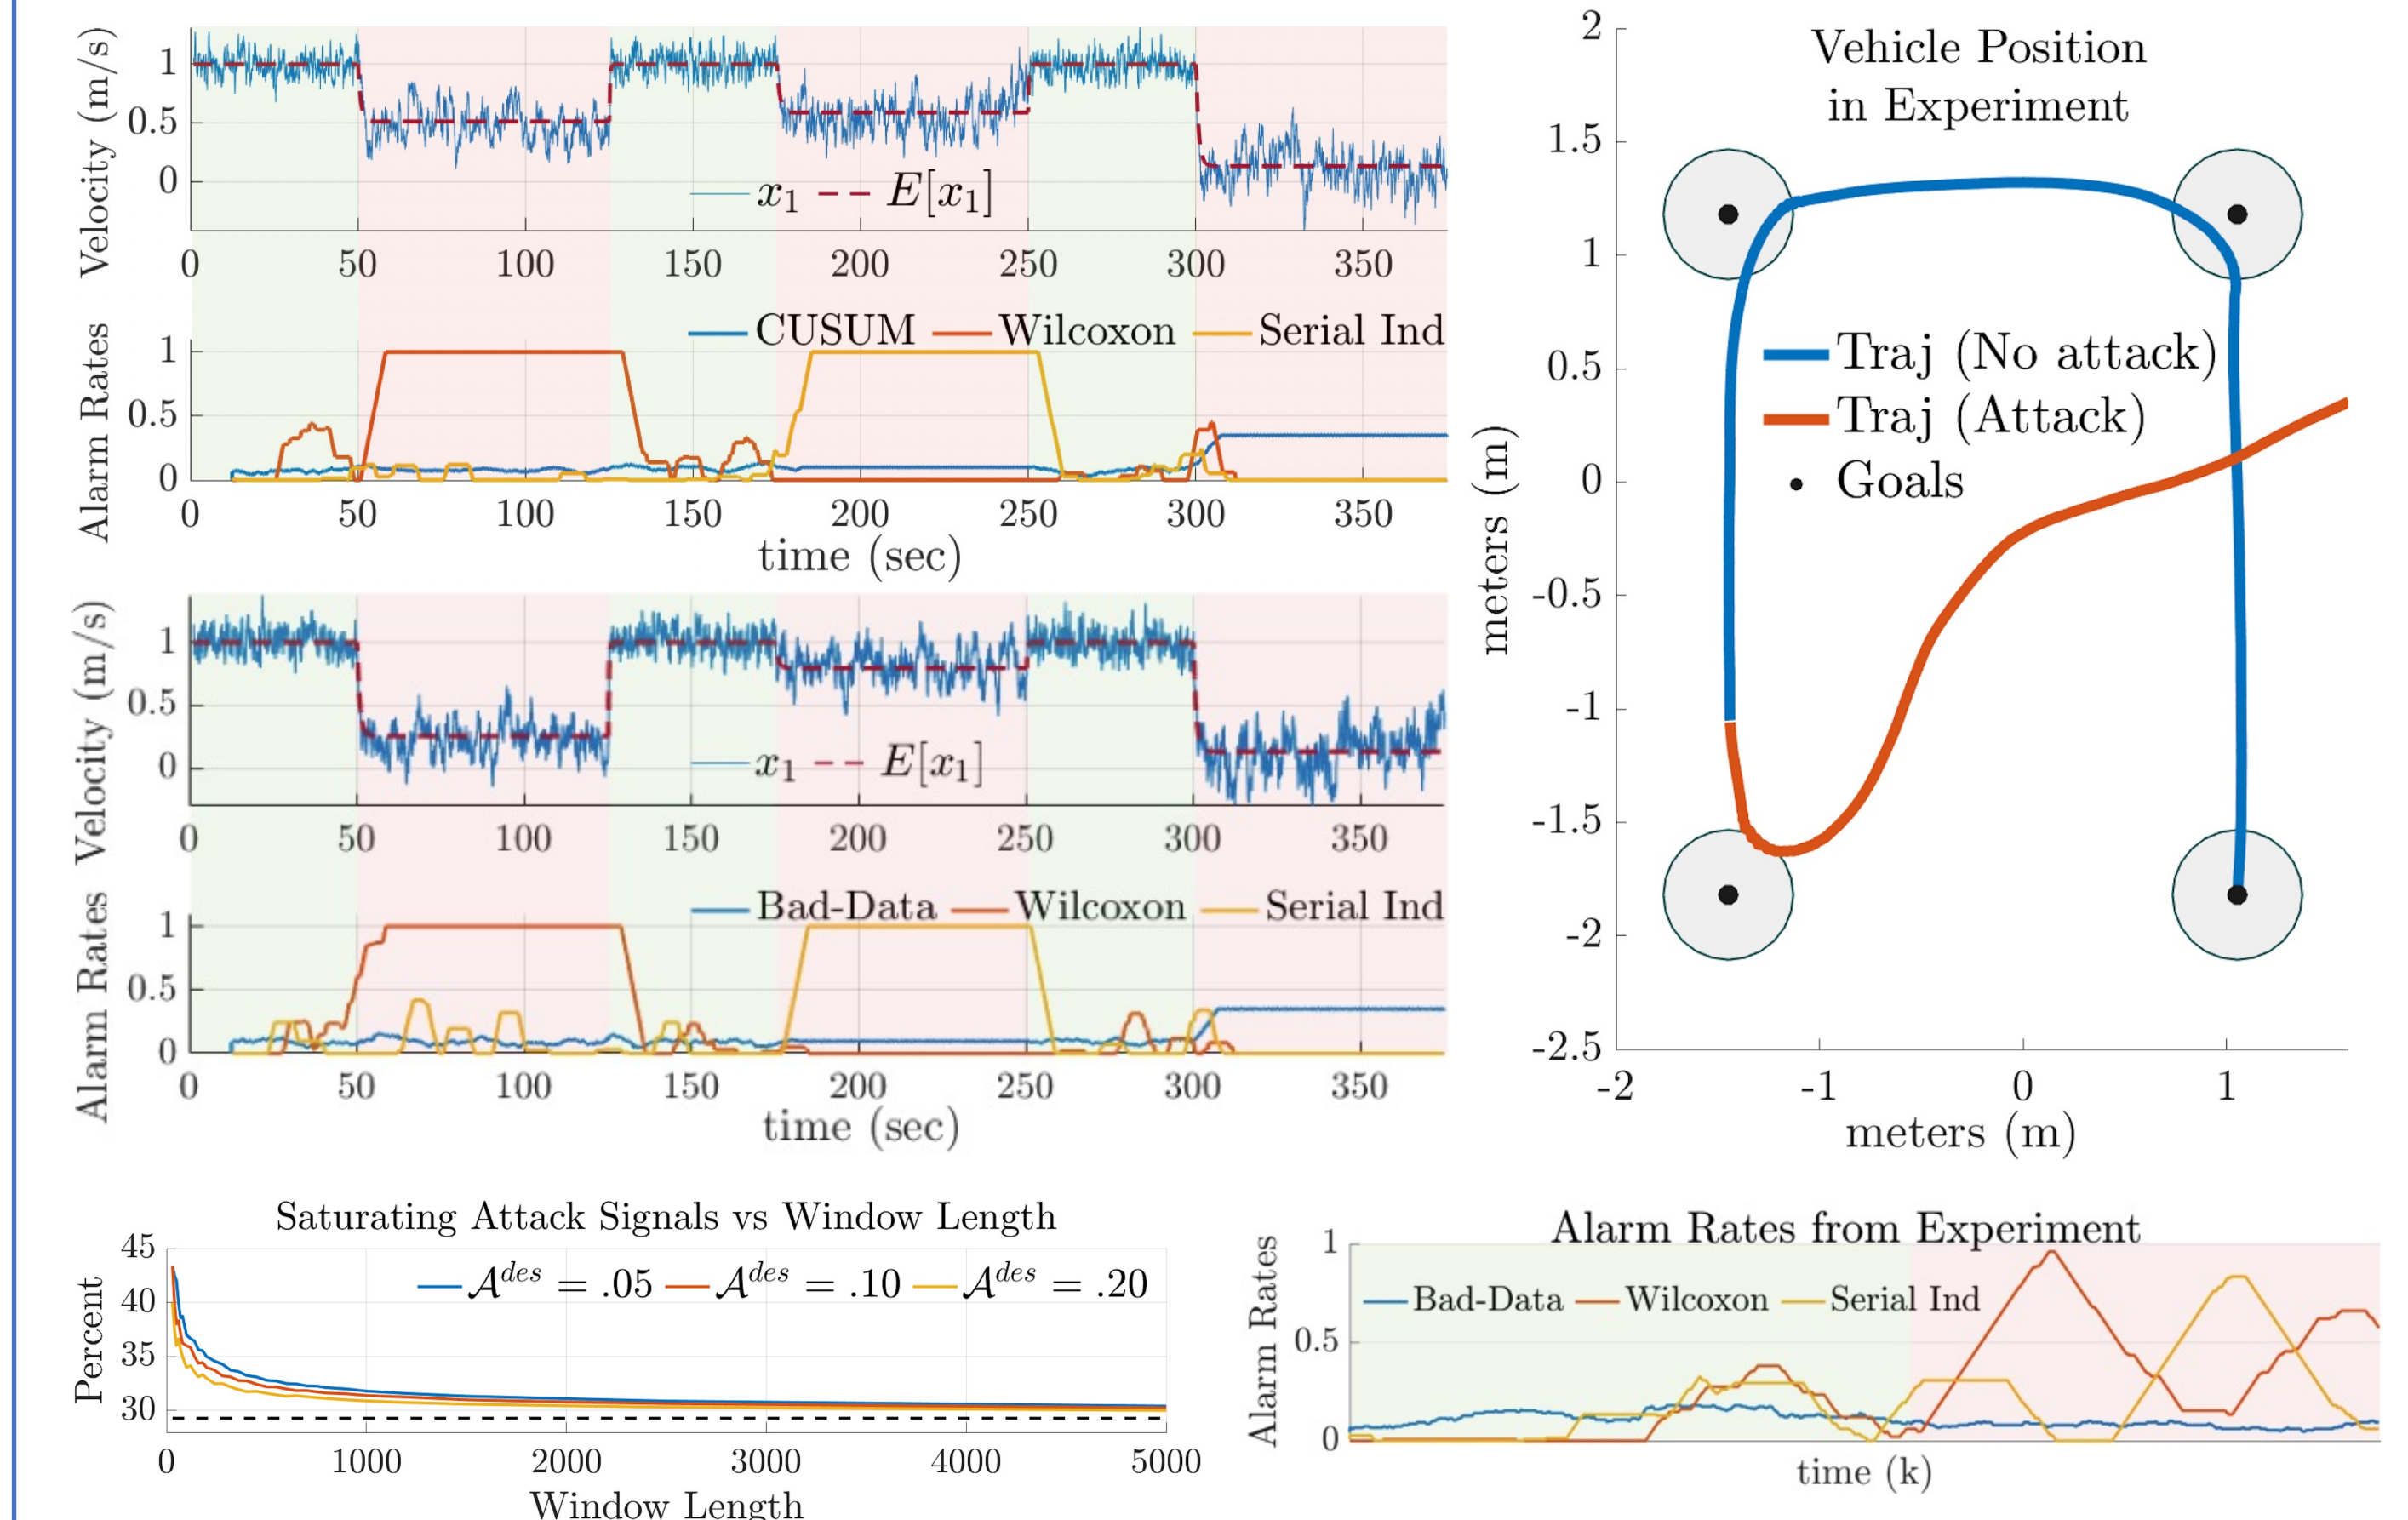 Velocity (m/s)
1
0.5
0
x₁ E[x₁]
0 50 100 150 200 250 300 350
Alarm Rates
CUSUM Wilcoxon Serial Ind
1
0.5
0
0 50 100 150 200 250 300 350
time (sec)
Velocity (m/s)
1
0.5
0
x₁ E[x₁]
0 50 100 150 200 250 300 350
Alarm Rates
Bad-Data Wilcoxon Serial Ind
1
0.5
0
0 50 100 150 200 250 300 350
time (sec)
Vehicle Position
in Experiment
meters (m)
2
1.5
1
0.5
0
-0.5
-1
-1.5
-2
-2.5
Traj (No attack)
Traj (Attack)
Goals
-2 -1 0 1
meters (m)
Saturating Attack Signals vs Window Length
Percent
45
40
35
30
𝒜ᵈᵉˢ = .05 𝒜ᵈᵉˢ = .10 𝒜ᵈᵉˢ = .20
0 1000 2000 3000 4000 5000
Window Length
Alarm Rates from Experiment
Alarm Rates
1
0.5
0
Bad-Data Wilcoxon Serial Ind
time (k)